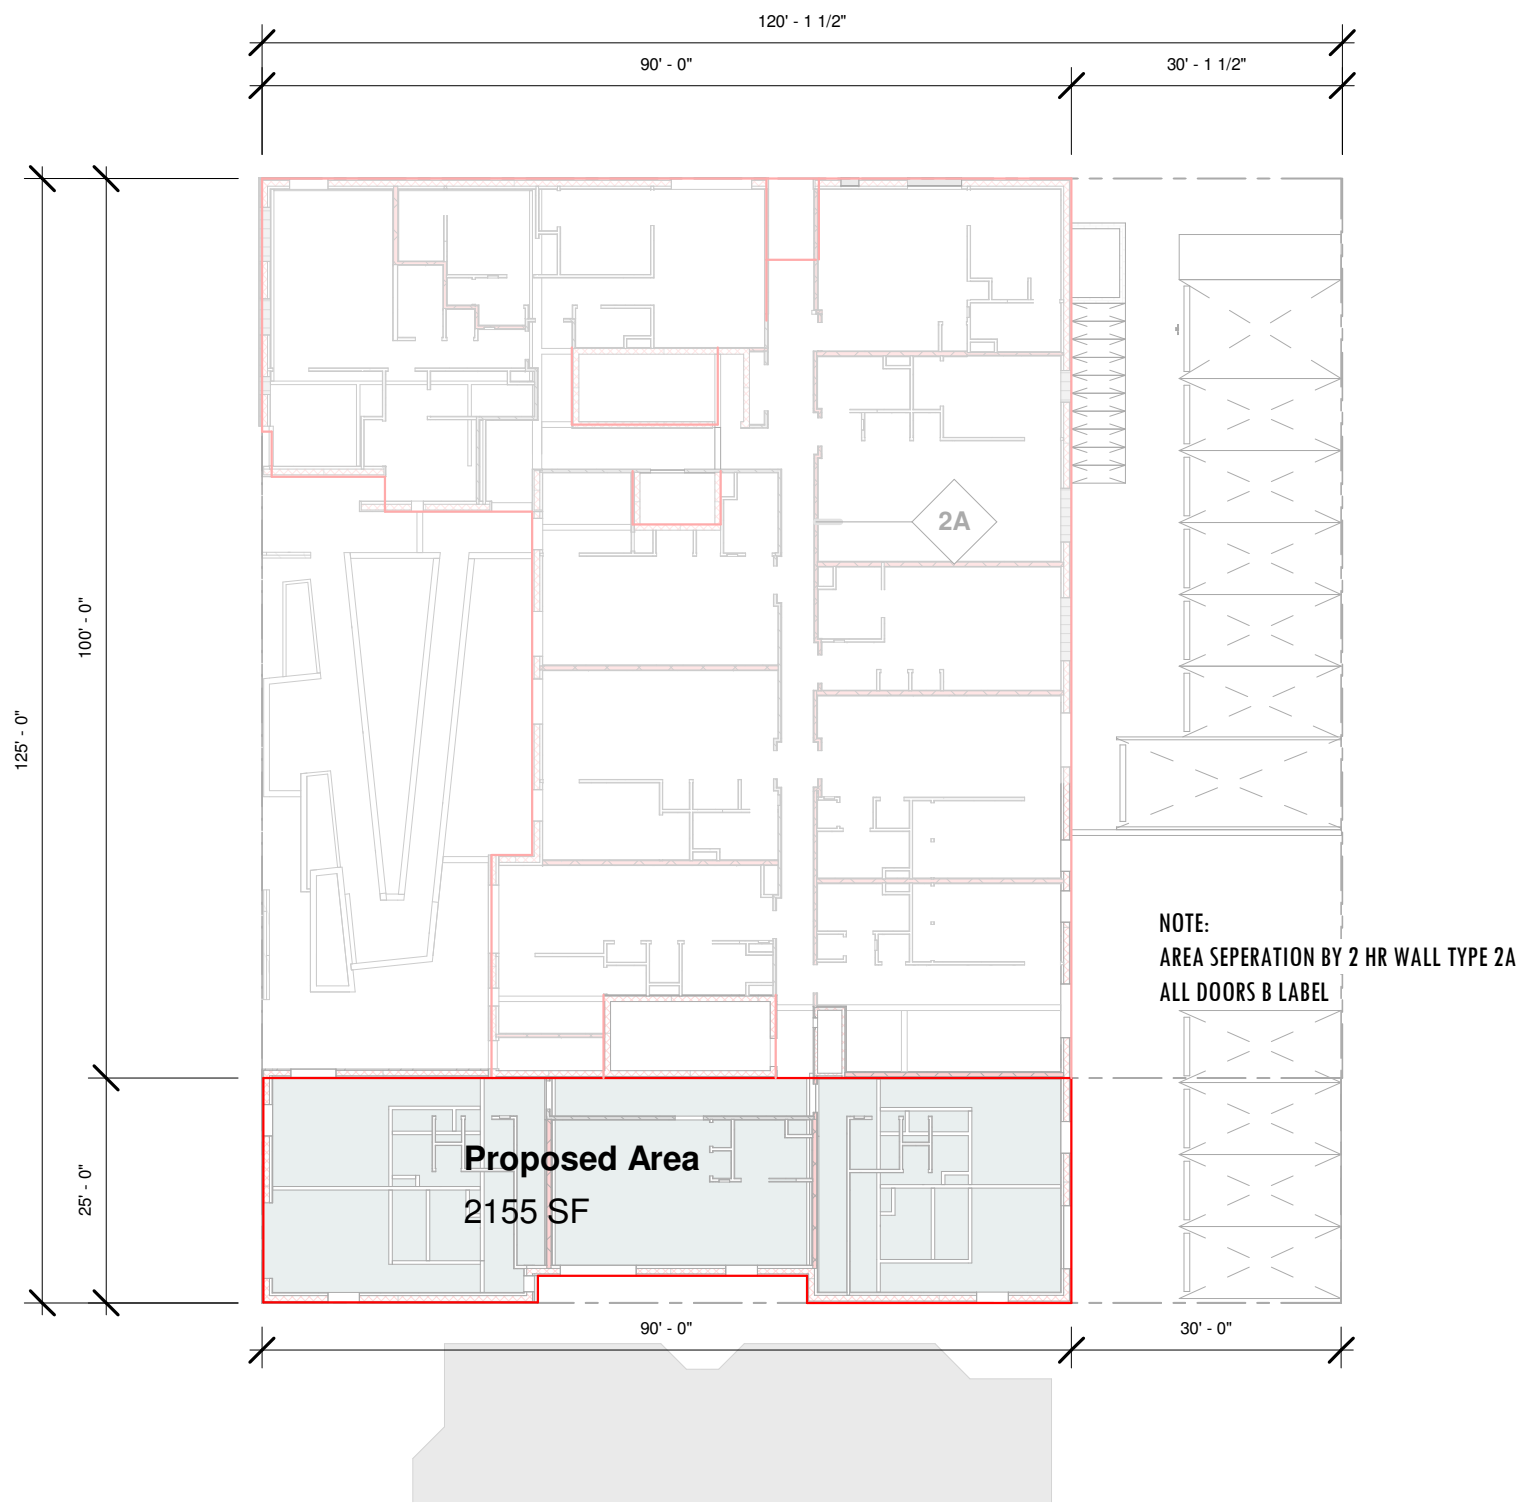 120' - 1 1/2"
90' - 0"
30' - 1 1/2"
125' - 0"
100' - 0"
2A
NOTE:
AREA SEPERATION BY 2 HR WALL TYPE 2A
ALL DOORS B LABEL
25' - 0"
Proposed Area
2155 SF
90' - 0"
30' - 0"